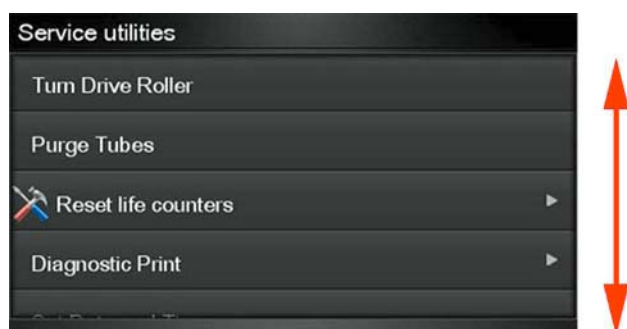 Service utilities
Turn Drive Roller
Purge Tubes
Reset life counters
Diagnostic Print